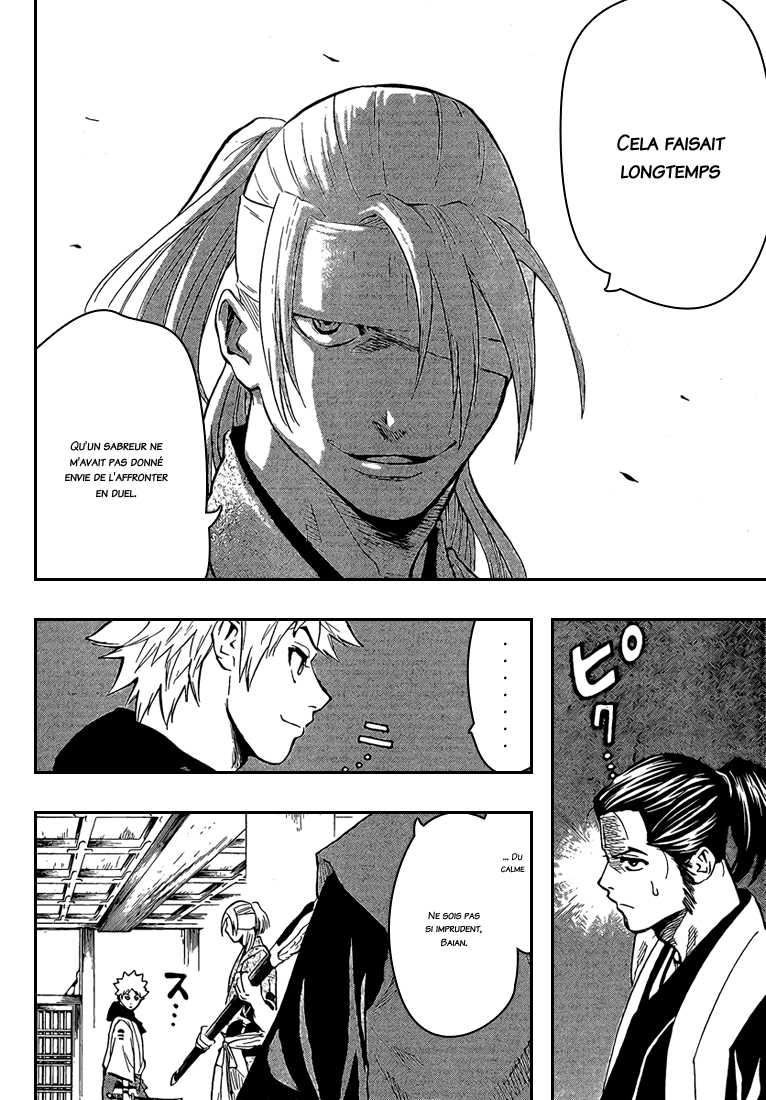 CELA FAISAIT
LONGTEMPS
QU'UN SABREUR NE
M'AVAIT PAS DONNÉ
ENVIE DE L'AFFRONTER
EN DUEL.
ピク...
.......
ニ...
... DU
CALME
NE SOIS PAS
SI IMPRUDENT,
BAIAN.
ス...